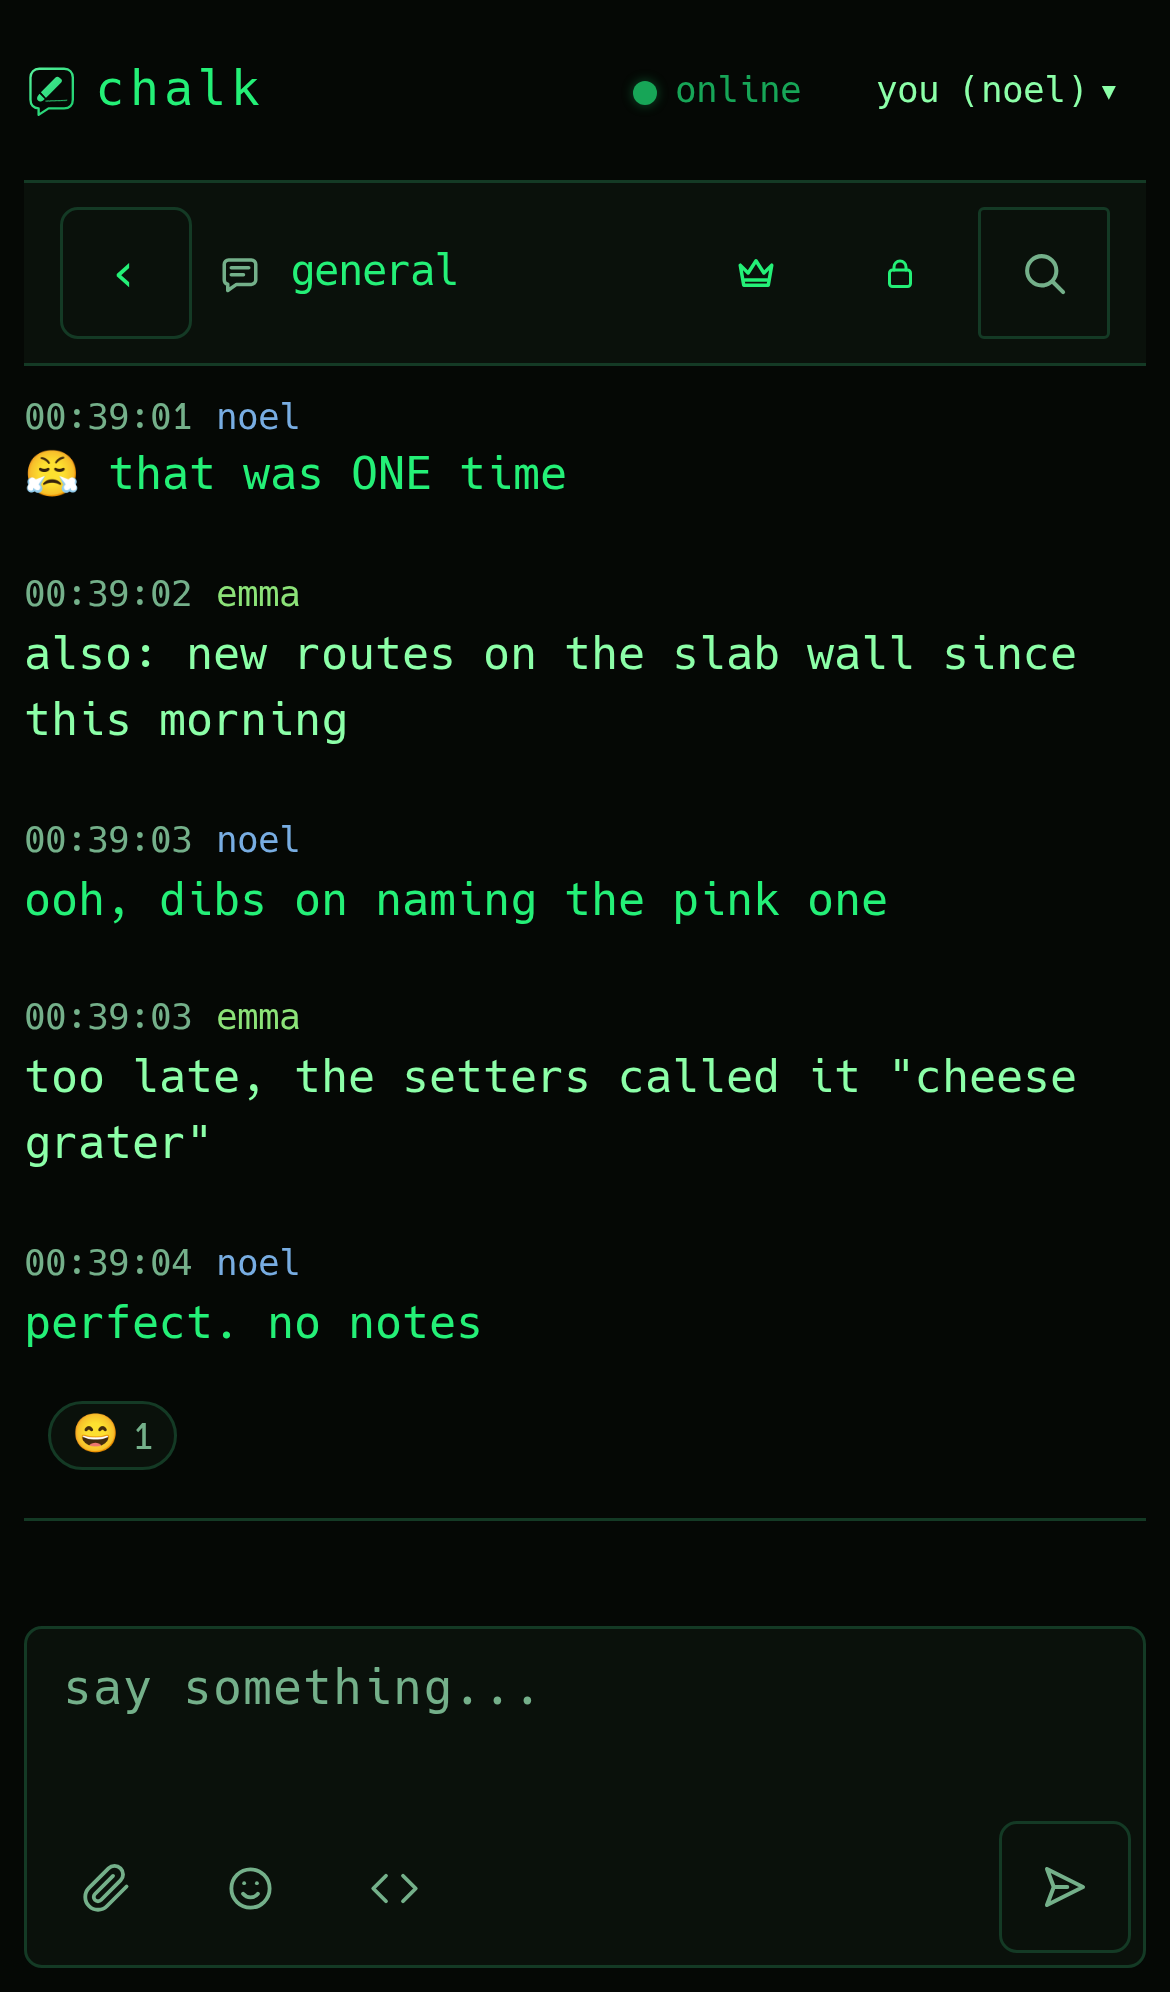 chalk
online
you (noel) ▾
‹
general
00:39:01 noel
😤 that was ONE time
00:39:02 emma
also: new routes on the slab wall since
this morning
00:39:03 noel
ooh, dibs on naming the pink one
00:39:03 emma
too late, the setters called it "cheese
grater"
00:39:04 noel
perfect. no notes
😄 1
say something...